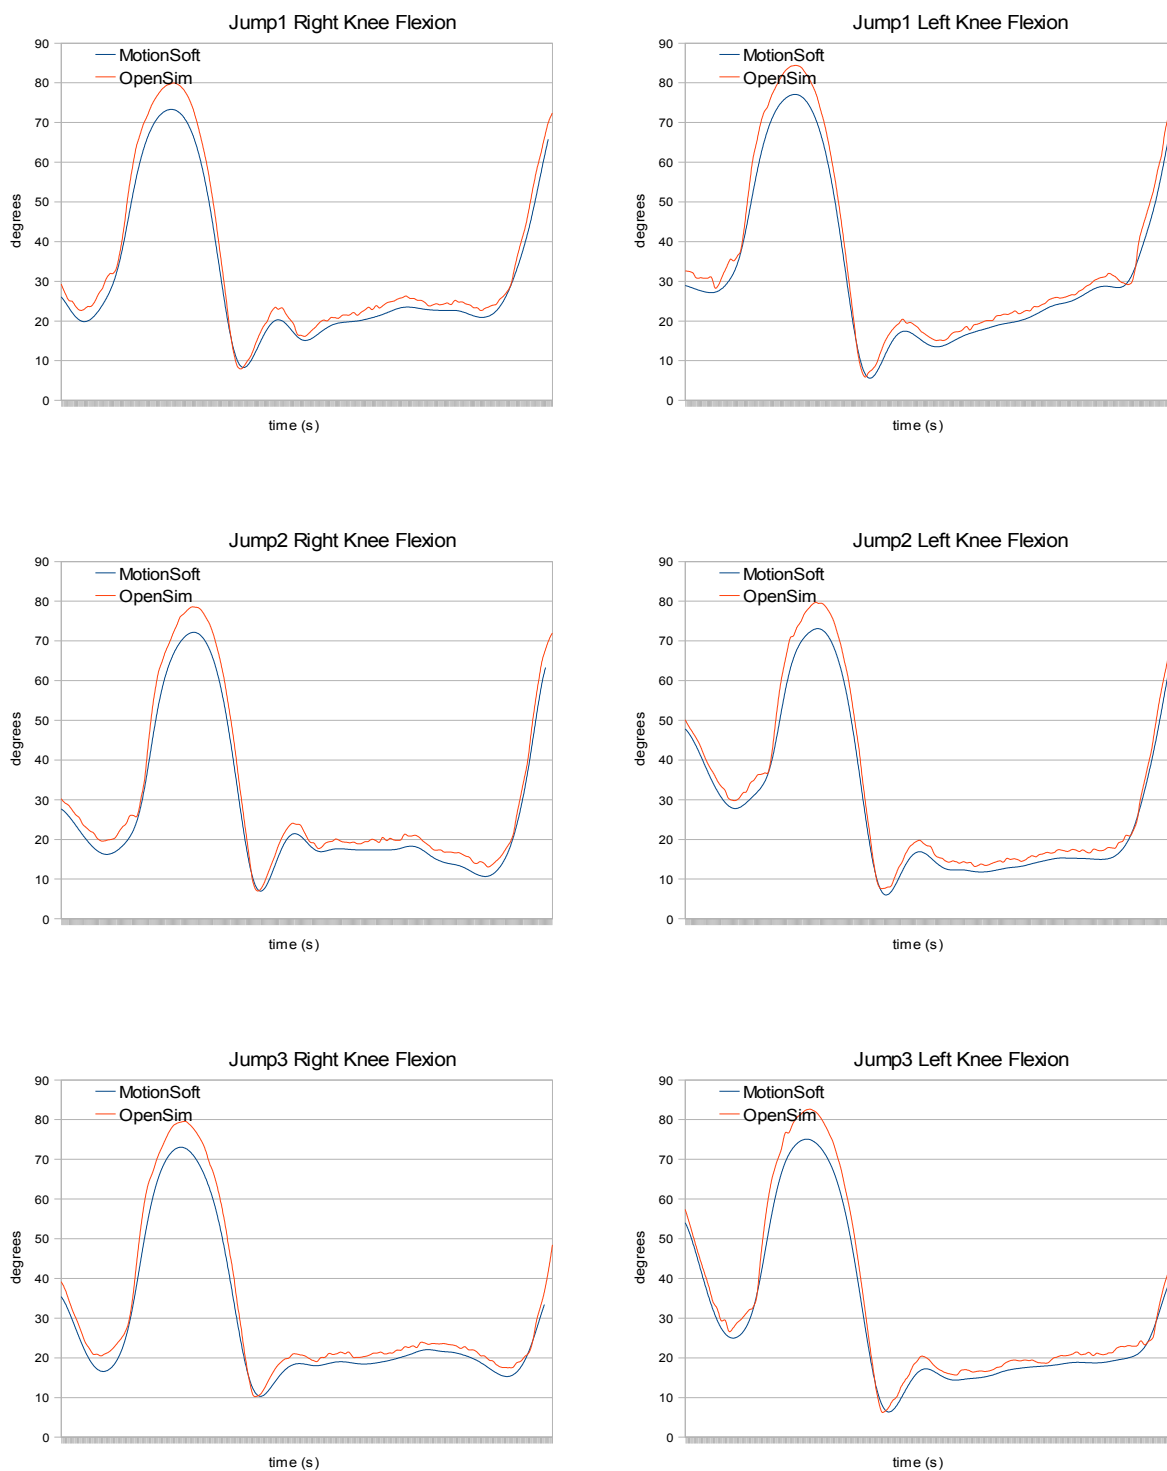 Jump1 Right Knee Flexion
MotionSoft
OpenSim
degrees
90
80
70
60
50
40
30
20
10
0
time (s)
Jump1 Left Knee Flexion
MotionSoft
OpenSim
degrees
90
80
70
60
50
40
30
20
10
0
time (s)
Jump2 Right Knee Flexion
MotionSoft
OpenSim
degrees
90
80
70
60
50
40
30
20
10
0
time (s)
Jump2 Left Knee Flexion
MotionSoft
OpenSim
degrees
90
80
70
60
50
40
30
20
10
0
time (s)
Jump3 Right Knee Flexion
MotionSoft
OpenSim
degrees
90
80
70
60
50
40
30
20
10
0
time (s)
Jump3 Left Knee Flexion
MotionSoft
OpenSim
degrees
90
80
70
60
50
40
30
20
10
0
time (s)